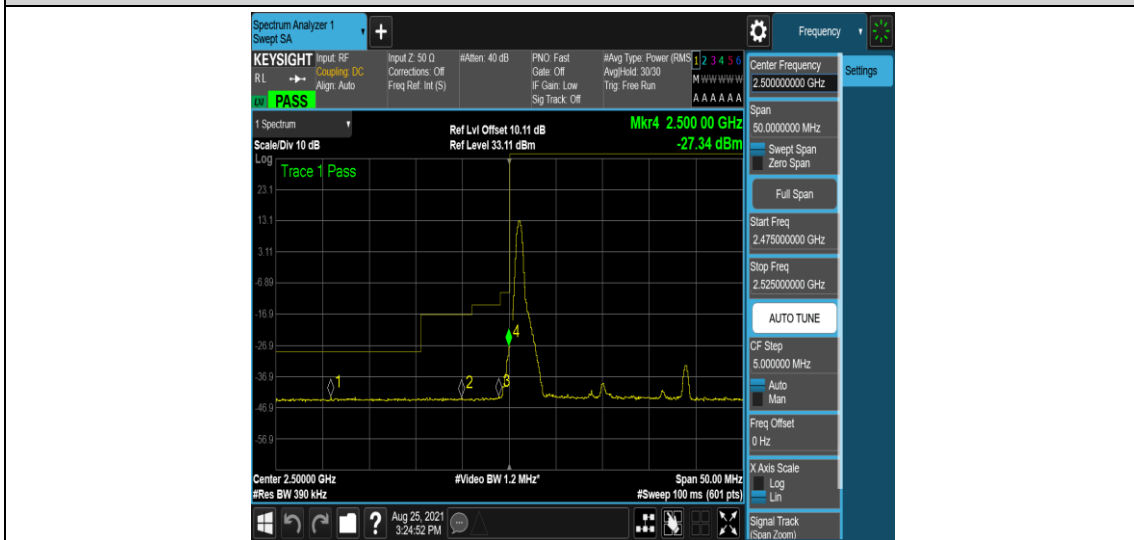 Spectrum Analyzer 1
Swept SA
+
Frequency
KEYSIGHT
RL
LXI
PASS
Input: RF
Coupling: DC
Align: Auto
Input Z: 50 Ω
Corrections: Off
Freq Ref: Int (S)
#Atten: 40 dB
PNO: Fast
Gate: Off
IF Gain: Low
Sig Track: Off
#Avg Type: Power (RMS
Avg|Hold: 30/30
Trig: Free Run
1 2 3 4 5 6
M W W W W W
A A A A A A
1 Spectrum
Scale/Div 10 dB
Ref Lvl Offset 10.11 dB
Ref Level 33.11 dBm
Mkr4 2.500 00 GHz
-27.34 dBm
Log
Trace 1 Pass
23.1
13.1
3.11
-6.89
-16.9
-26.9
-36.9
-46.9
-56.9
1
2
3
4
Center 2.50000 GHz
#Res BW 390 kHz
#Video BW 1.2 MHz*
Span 50.00 MHz
#Sweep 100 ms (601 pts)
Center Frequency
2.500000000 GHz
Settings
Span
50.0000000 MHz
Swept Span
Zero Span
Full Span
Start Freq
2.475000000 GHz
Stop Freq
2.525000000 GHz
AUTO TUNE
CF Step
5.000000 MHz
Auto
Man
Freq Offset
0 Hz
X Axis Scale
Log
Lin
Signal Track
(Span Zoom)
?
Aug 25, 2021
3:24:52 PM